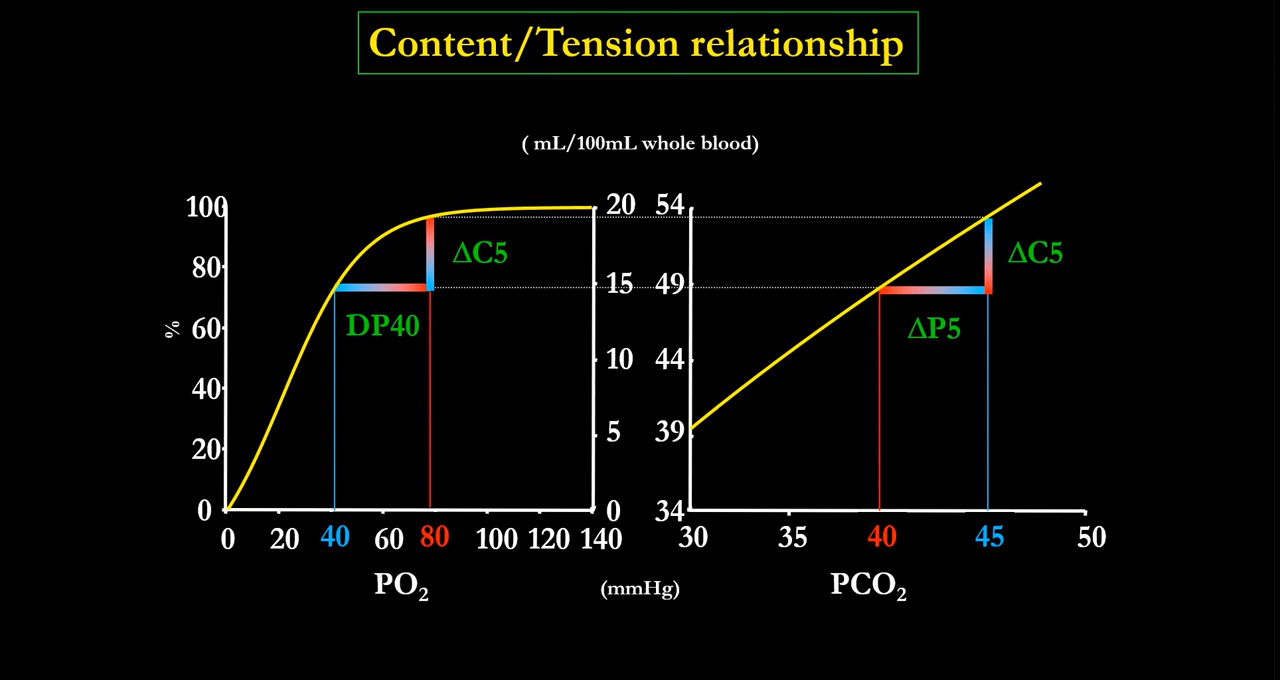 Content/Tension relationship
( mL/100mL whole blood)
100
80
60
40
20
0
%
ΔC5
DP40
20
15
10
5
0
54
49
44
39
34
ΔC5
ΔP5
0 20 40 60 80 100 120 140
30 35 40 45 50
PO₂
(mmHg)
PCO₂